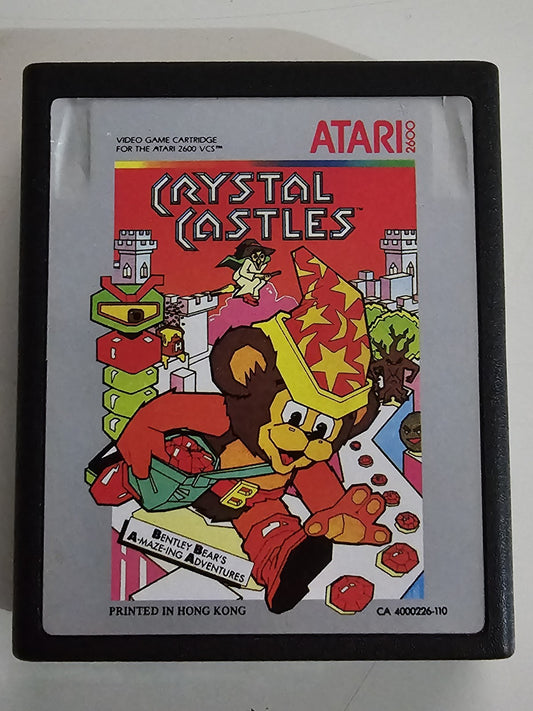 VIDEO GAME CARTRIDGE
FOR THE ATARI 2600 VCS™
ATARI 2600
CRYSTAL
CASTLES™
H
B
BENTLEY BEAR'S
A-MAZE-ING ADVENTURES
PRINTED IN HONG KONG
CA 4000226-110